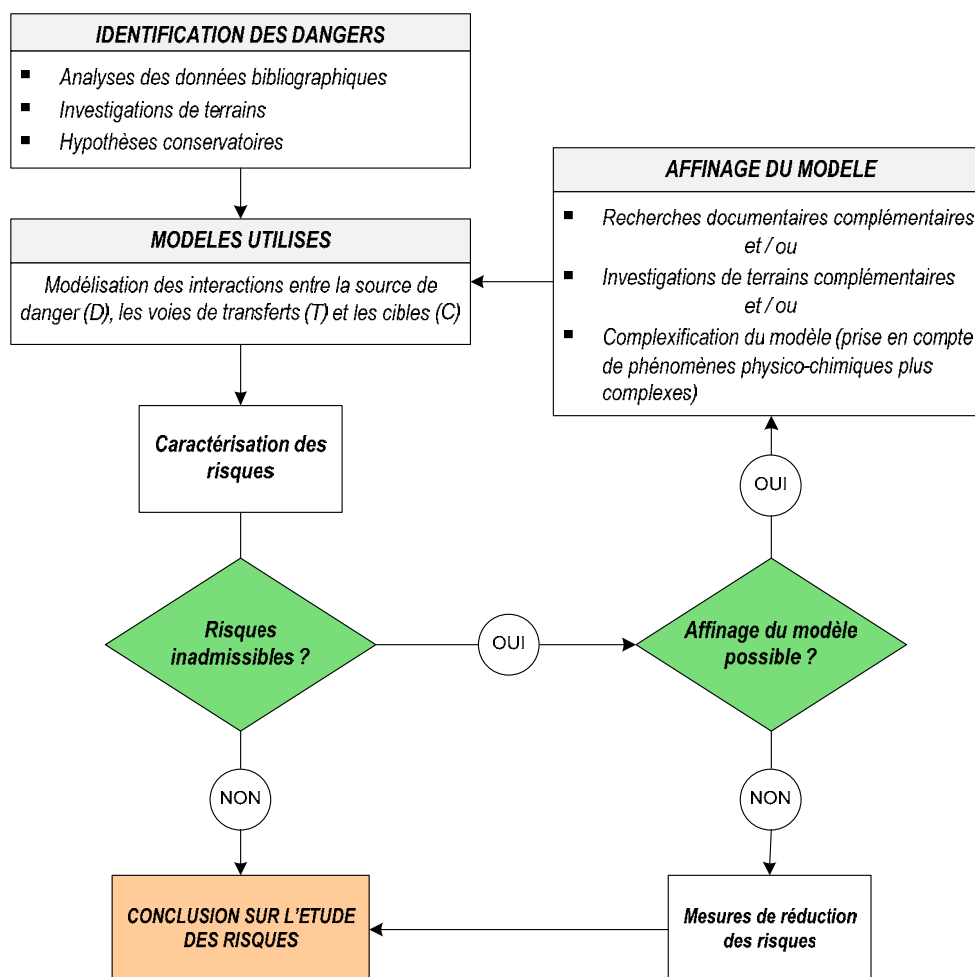 IDENTIFICATION DES DANGERS
▪ Analyses des données bibliographiques
▪ Investigations de terrains
▪ Hypothèses conservatoires
AFFINAGE DU MODELE
▪ Recherches documentaires complémentaires
et / ou
▪ Investigations de terrains complémentaires
et / ou
▪ Complexification du modèle (prise en compte
de phénomènes physico-chimiques plus
complexes)
MODELES UTILISES
Modélisation des interactions entre la source de
danger (D), les voies de transferts (T) et les cibles (C)
Caractérisation des
risques
OUI
Risques
inadmissibles ?
OUI
Affinage du modèle
possible ?
NON
NON
CONCLUSION SUR L'ETUDE
DES RISQUES
Mesures de réduction
des risques